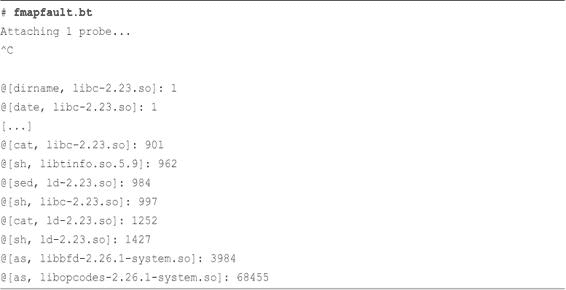 # fmapfault.bt
Attaching 1 probe...
^C
@[dirname, libc-2.23.so]: 1
@[date, libc-2.23.so]: 1
[...]
@[cat, libc-2.23.so]: 901
@[sh, libtinfo.so.5.9]: 962
@[sed, ld-2.23.so]: 984
@[sh, libc-2.23.so]: 997
@[cat, ld-2.23.so]: 1252
@[sh, ld-2.23.so]: 1427
@[as, libbfd-2.26.1-system.so]: 3984
@[as, libopcodes-2.26.1-system.so]: 68455